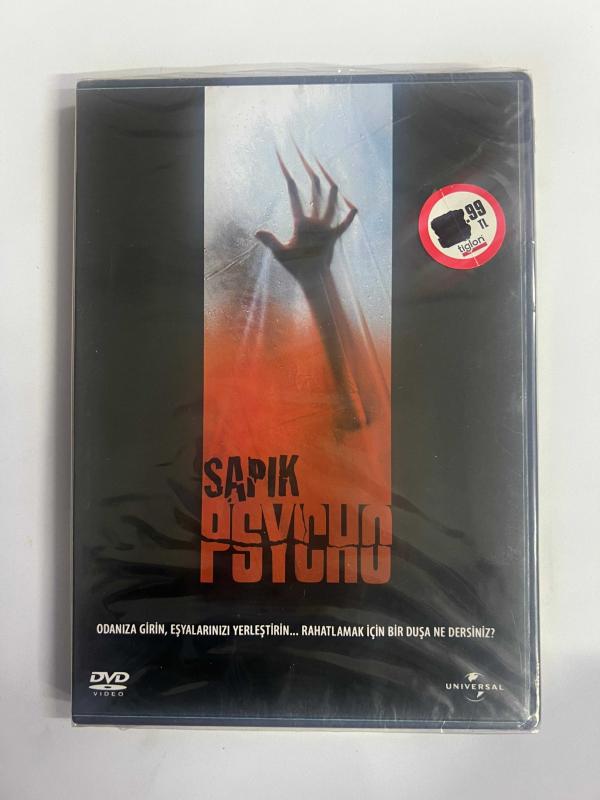 .99
TL
tiglon
SAPIK
PSYCHO
ODANIZA GİRİN, EŞYALARINIZI YERLEŞTİRİN... RAHATLAMAK İÇİN BİR DUŞA NE DERSİNİZ?
DVD
VIDEO
UNIVERSAL